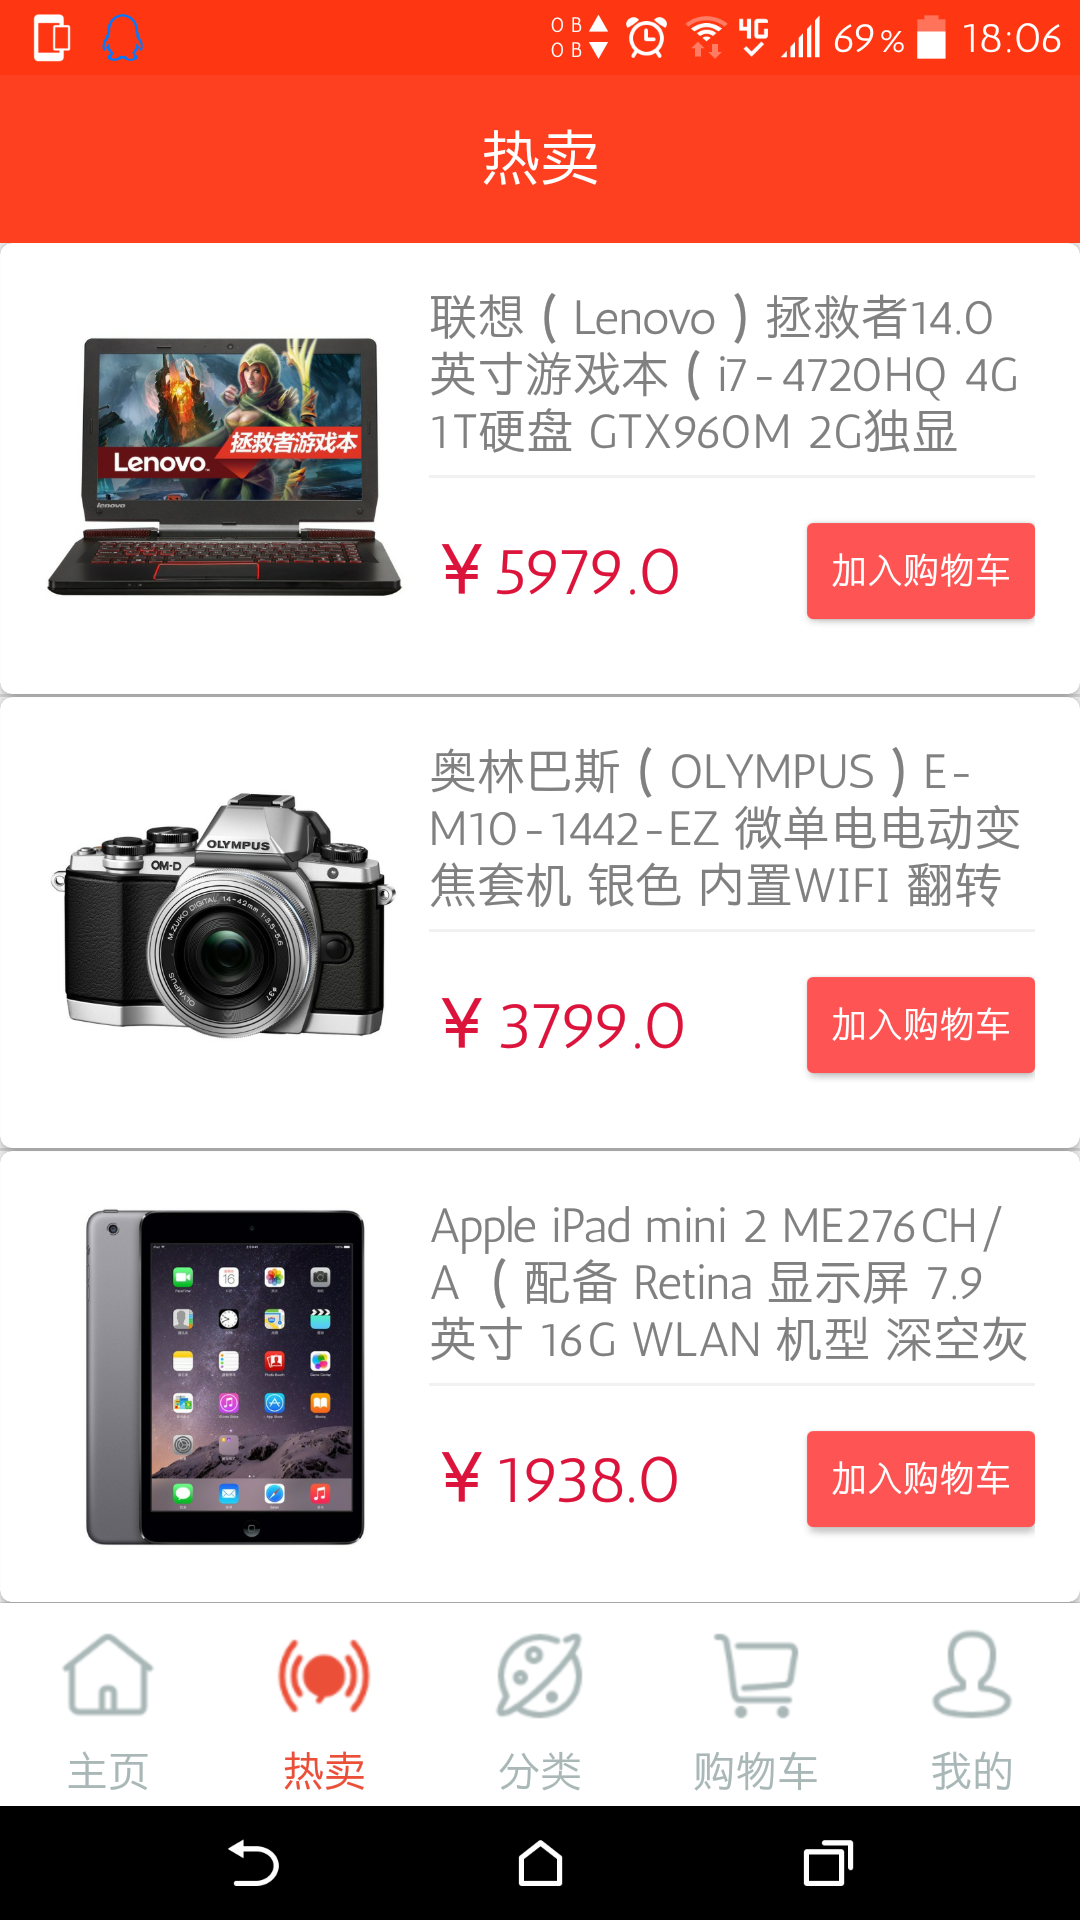 0 B
0 B
4G
69%
18:06
热卖
联想（Lenovo）拯救者14.0
英寸游戏本（i7-4720HQ 4G
1T硬盘 GTX960M 2G独显
拯救者游戏本
Lenovo
lenovo
￥5979.0
加入购物车
奥林巴斯（OLYMPUS）E-
M10-1442-EZ 微单电电动变
焦套机 银色 内置WIFI 翻转
OLYMPUS
OM-D
M.ZUIKO DIGITAL 14-42mm 1:3.5-5.6
OLYMPUS
￥3799.0
加入购物车
Apple iPad mini 2 ME276CH/
A （配备 Retina 显示屏 7.9
英寸 16G WLAN 机型 深空灰
16
￥1938.0
加入购物车
主页
热卖
分类
购物车
我的